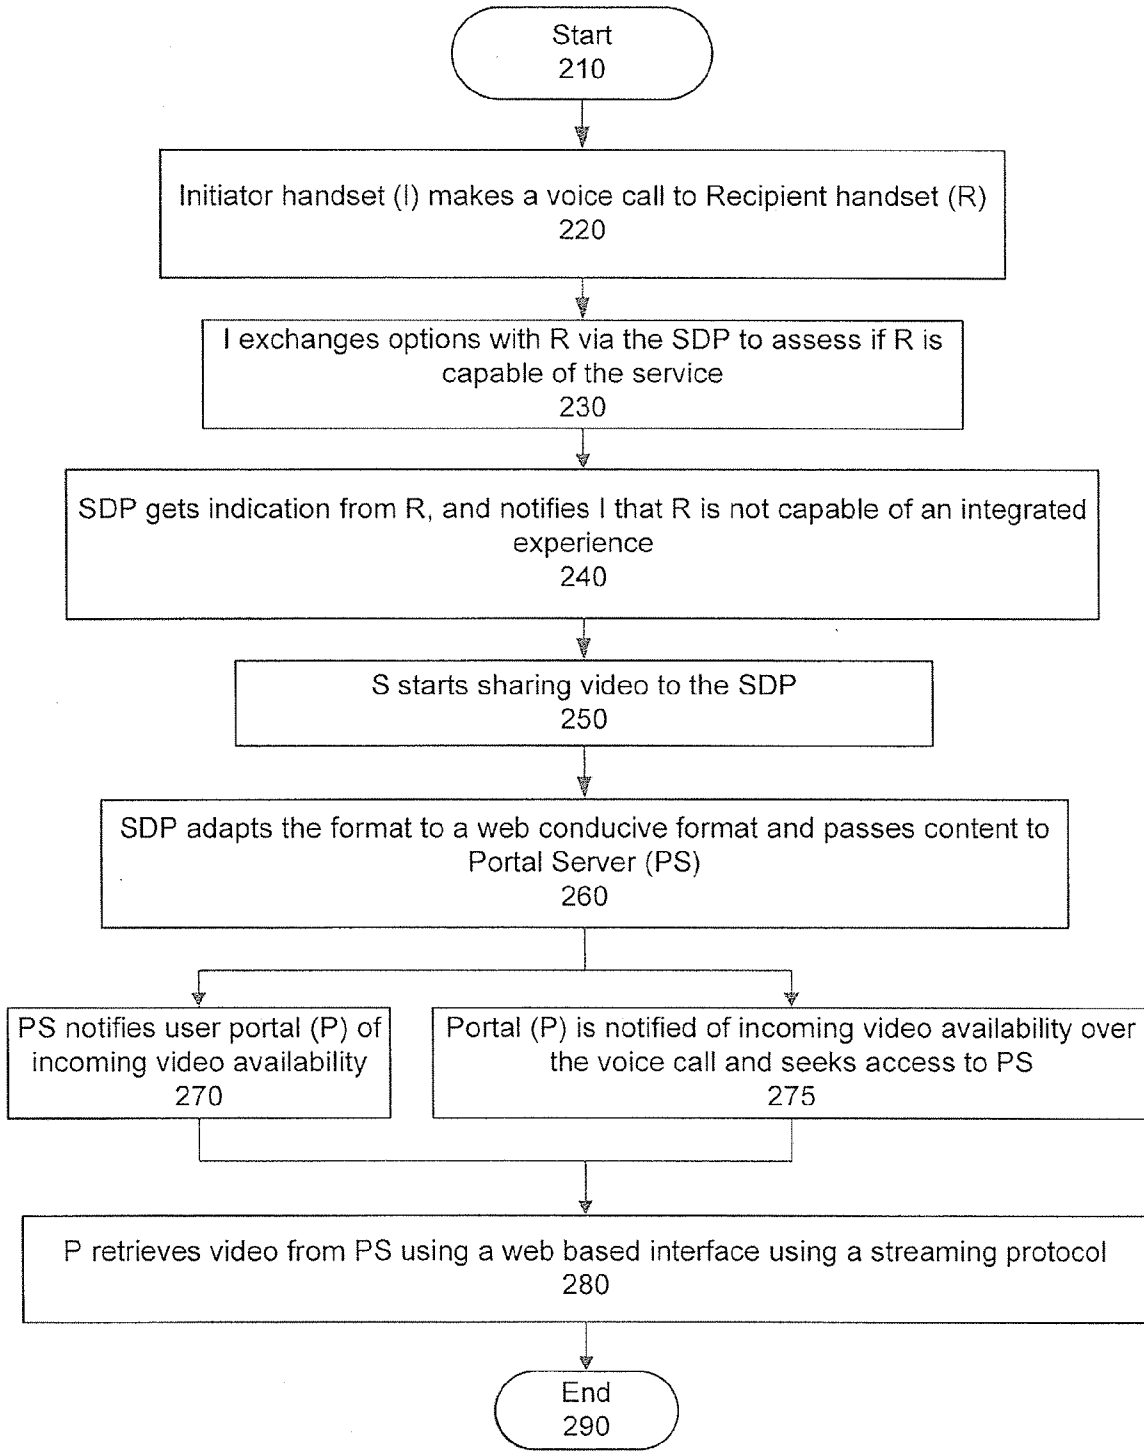 Start
210
Initiator handset (I) makes a voice call to Recipient handset (R)
220
I exchanges options with R via the SDP to assess if R is
capable of the service
230
SDP gets indication from R, and notifies I that R is not capable of an integrated
experience
240
S starts sharing video to the SDP
250
SDP adapts the format to a web conducive format and passes content to
Portal Server (PS)
260
PS notifies user portal (P) of
incoming video availability
270
Portal (P) is notified of incoming video availability over
the voice call and seeks access to PS
275
P retrieves video from PS using a web based interface using a streaming protocol
280
End
290